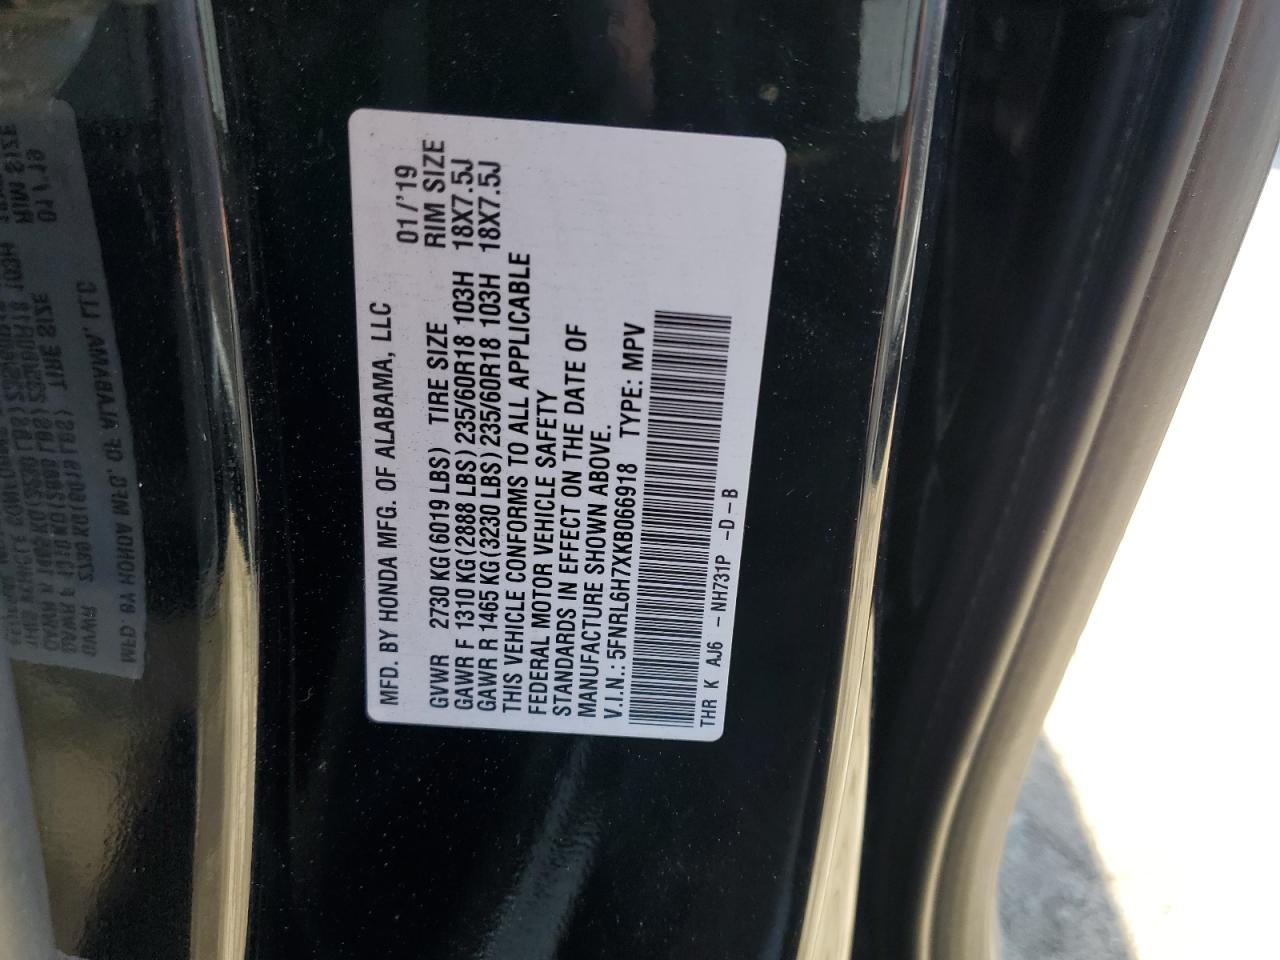 MFD. BY HONDA MFG. OF ALABAMA, LLC 01/'19
GVWR 2730 KG(6019 LBS) TIRE SIZE RIM SIZE
GAWR F 1310 KG(2888 LBS) 235/60R18 103H 18X7.5J
GAWR R 1465 KG(3230 LBS) 235/60R18 103H 18X7.5J
THIS VEHICLE CONFORMS TO ALL APPLICABLE
FEDERAL MOTOR VEHICLE SAFETY
STANDARDS IN EFFECT ON THE DATE OF
MANUFACTURE SHOWN ABOVE.
V.I.N.: 5FNRL6H7XKB066918 TYPE: MPV
THR K AJ6 -NH731P -D-B